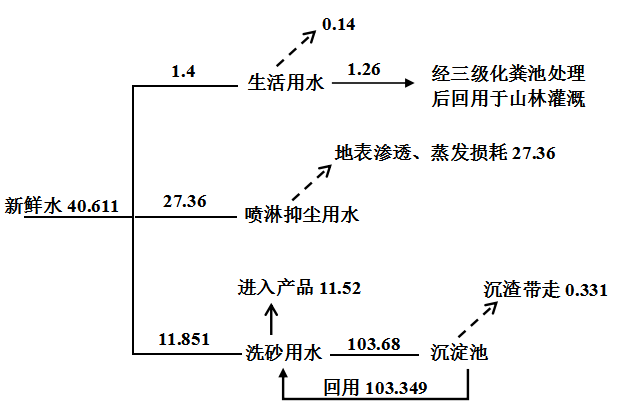 0.14
1.4
生活用水
1.26
经三级化粪池处理
后回用于山林灌溉
地表渗透、蒸发损耗 27.36
新鲜水 40.611
27.36
喷淋抑尘用水
进入产品 11.52
沉渣带走 0.331
11.851
洗砂用水
103.68
沉淀池
回用 103.349